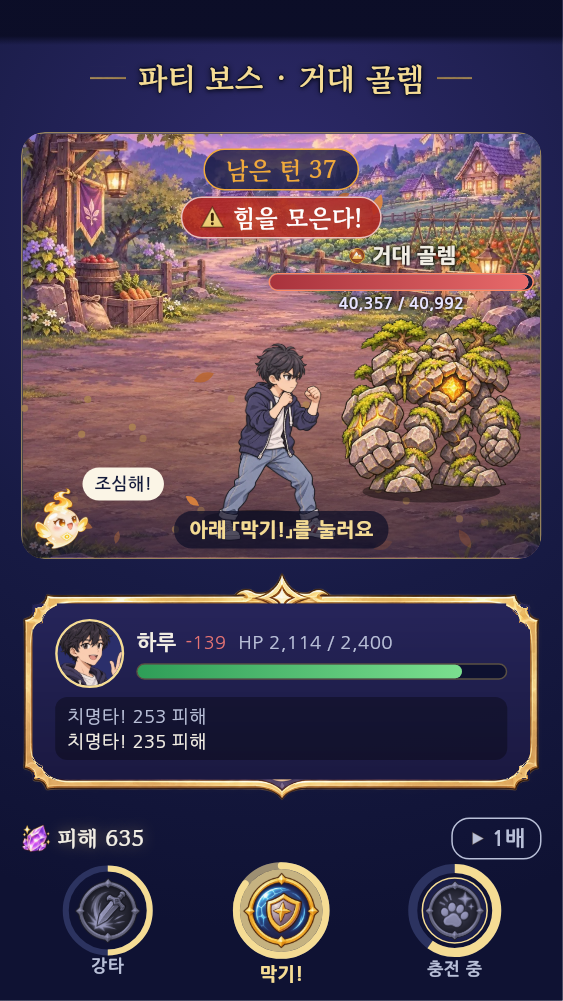 파티 보스 · 거대 골렘
남은 턴 37
⚠ 힘을 모은다!
거대 골렘
40,357 / 40,992
조심해!
아래 「막기!」를 눌러요
하루 -139 HP 2,114 / 2,400
치명타! 253 피해
치명타! 235 피해
피해 635
▶ 1배
강타
막기!
충전 중